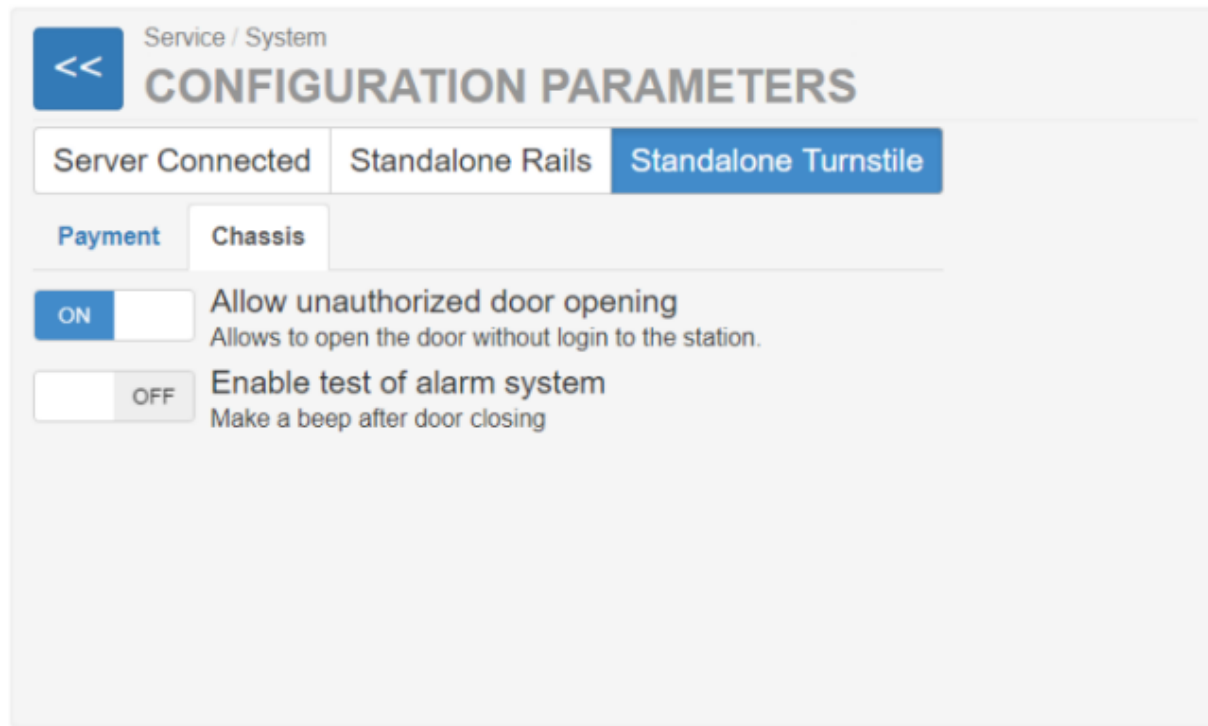 <<
Service / System
CONFIGURATION PARAMETERS
Server Connected Standalone Rails Standalone Turnstile
Payment Chassis
ON Allow unauthorized door opening
Allows to open the door without login to the station.
OFF Enable test of alarm system
Make a beep after door closing